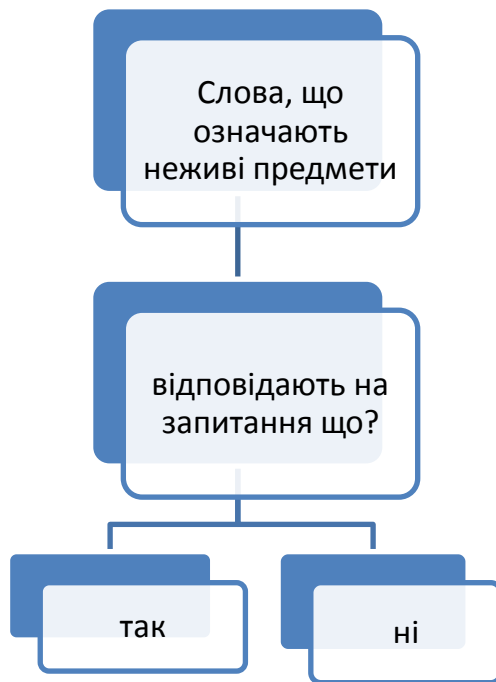 Слова, що
означають
неживі предмети
відповідають на
запитання що?
так
ні